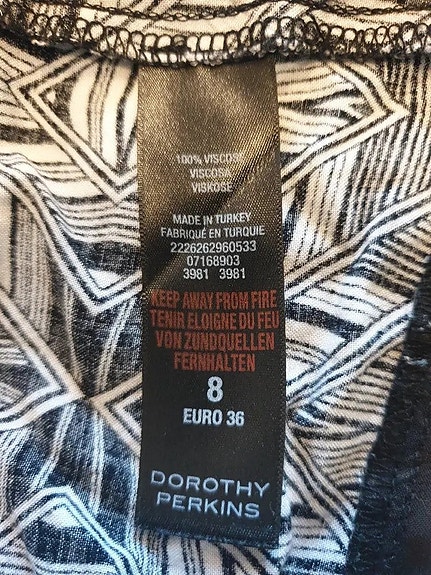 100% VISCOSE
VISCOSA
VISKOSE
MADE IN TURKEY
FABRIQUÉ EN TURQUIE
2226262960533
07168903
3981 3981
KEEP AWAY FROM FIRE
TENIR ELOIGNE DU FEU
VON ZUNDQUELLEN
FERNHALTEN
8
EURO 36
DOROTHY
PERKINS